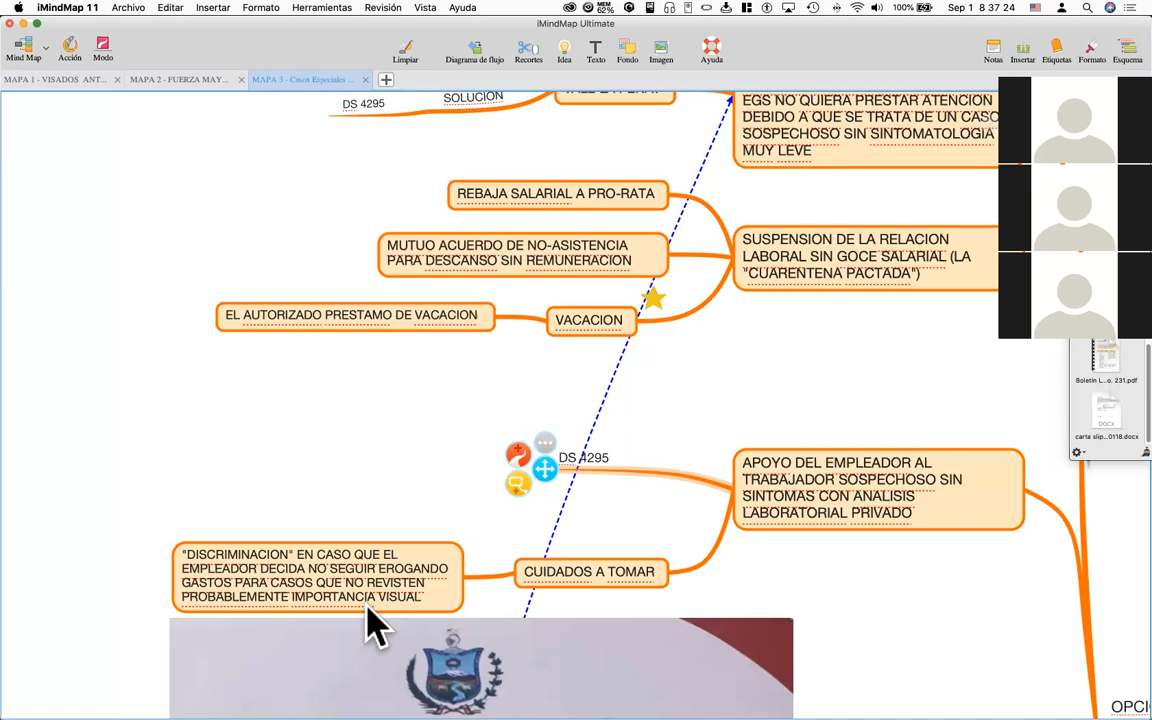 iMindMap 11 Archivo Editar Insertar Formato Herramientas Revisión Vista Ayuda MEM 62% 100% Sep 1 8 37 24
iMindMap Ultimate
Mind Map Acción Modo Limpiar Diagrama de flujo Recortes Idea Texto Fondo Imagen Ayuda Notas Insertar Etiquetas Formato Esquema
MAPA 1 - VISADOS ANT... MAPA 2 - FUERZA MAY... MAPA 3 - Casos Especiales ...
DS 4295
SOLUCION
EGS NO QUIERA PRESTAR ATENCION
DEBIDO A QUE SE TRATA DE UN CASO
SOSPECHOSO SIN SINTOMATOLOGIA
MUY LEVE
REBAJA SALARIAL A PRO-RATA
MUTUO ACUERDO DE NO-ASISTENCIA
PARA DESCANSO SIN REMUNERACION
SUSPENSION DE LA RELACION
LABORAL SIN GOCE SALARIAL (LA
"CUARENTENA PACTADA")
EL AUTORIZADO PRESTAMO DE VACACION
VACACION
Boletín L...o. 231.pdf
DOCX
carta slip...0118.docx
DS 4295
APOYO DEL EMPLEADOR AL
TRABAJADOR SOSPECHOSO SIN
SINTOMAS CON ANALISIS
LABORATORIAL PRIVADO
"DISCRIMINACION" EN CASO QUE EL
EMPLEADOR DECIDA NO SEGUIR EROGANDO
GASTOS PARA CASOS QUE NO REVISTEN
PROBABLEMENTE IMPORTANCIA VISUAL
CUIDADOS A TOMAR
OPCI